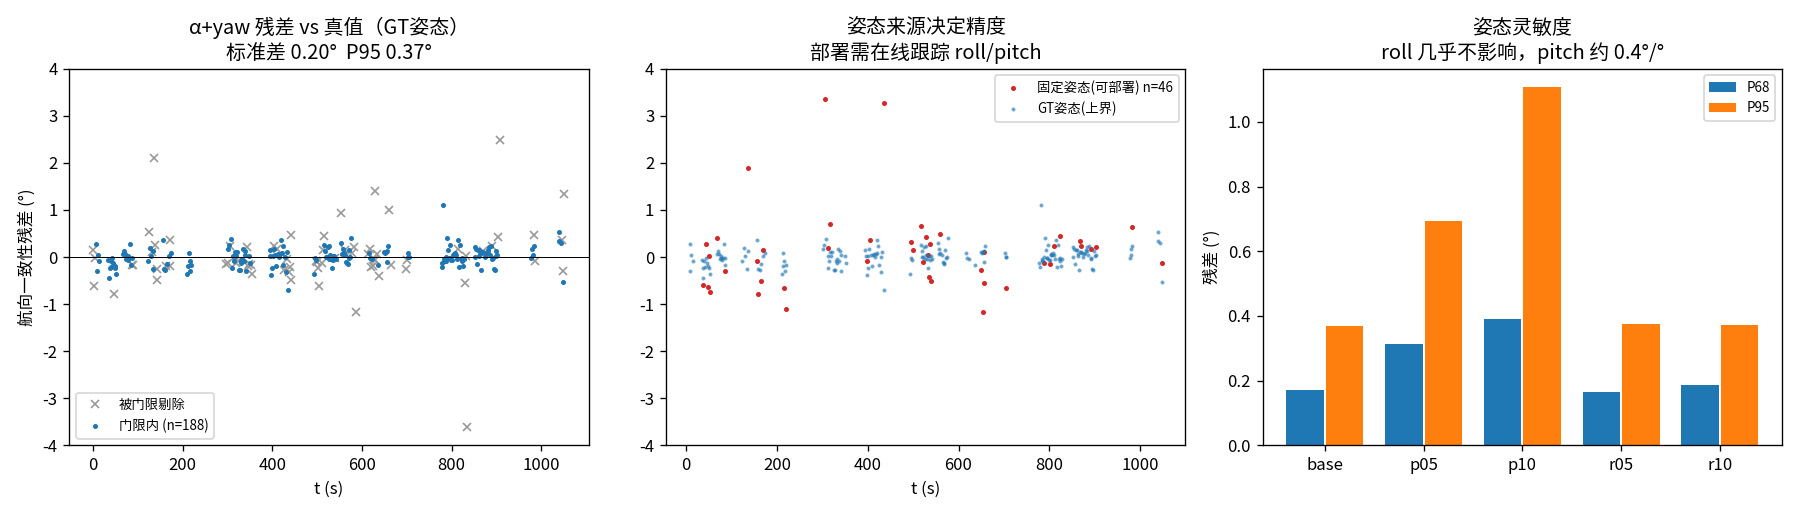 α+yaw 残差 vs 真值（GT姿态）
标准差 0.20° P95 0.37°
航向一致性残差 (°)
4
3
2
1
0
-1
-2
-3
-4
被门限剔除
门限内 (n=188)
0
200
400
600
800
1000
t (s)
姿态来源决定精度
部署需在线跟踪 roll/pitch
4
3
2
1
0
-1
-2
-3
-4
固定姿态(可部署) n=46
GT姿态(上界)
0
200
400
600
800
1000
t (s)
姿态灵敏度
roll 几乎不影响，pitch 约 0.4°/°
残差 (°)
1.0
0.8
0.6
0.4
0.2
0.0
P68
P95
base
p05
p10
r05
r10